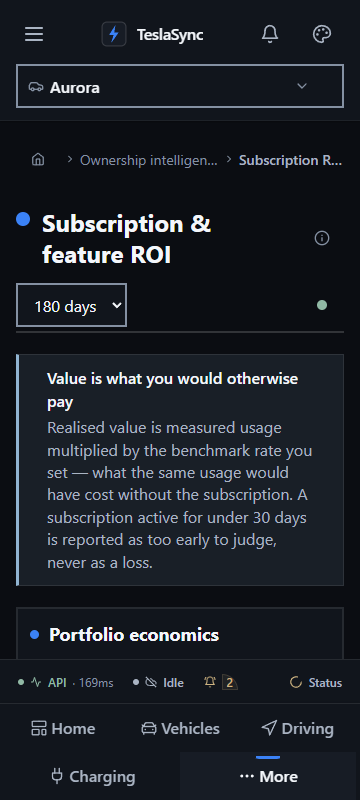 TeslaSync
Aurora
Ownership intelligen...
Subscription R...
Subscription &
feature ROI
180 days
Value is what you would otherwise
pay
Realised value is measured usage
multiplied by the benchmark rate you
set — what the same usage would
have cost without the subscription. A
subscription active for under 30 days
is reported as too early to judge,
never as a loss.
Portfolio economics
API · 169ms
Idle
2
Status
Home
Vehicles
Driving
Charging
More